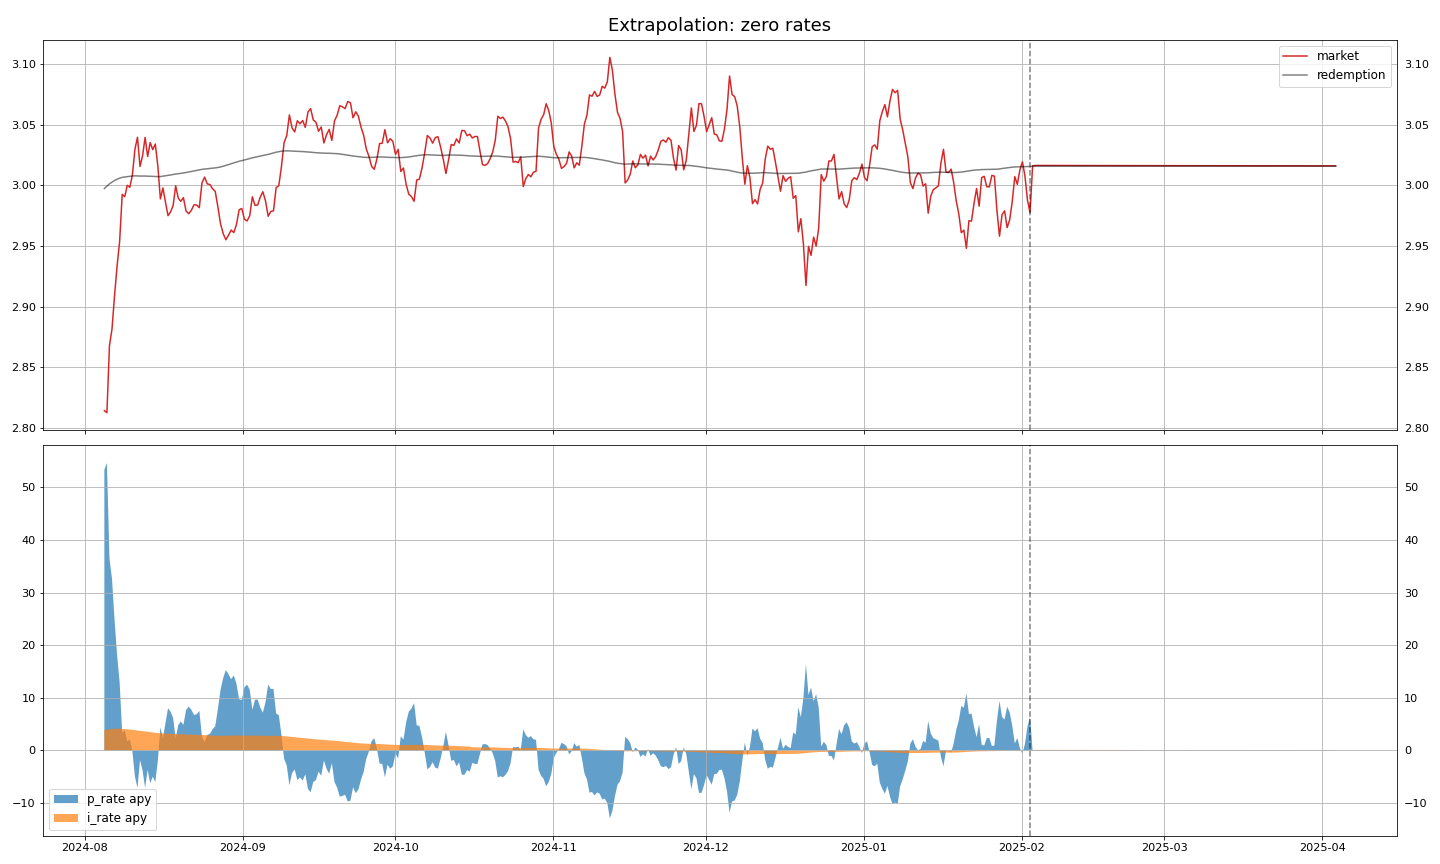 Extrapolation: zero rates
market
redemption
3.10 3.10
3.05 3.05
3.00 3.00
2.95 2.95
2.90 2.90
2.85 2.85
2.80 2.80
50 50
40 40
30 30
20 20
10 10
0 0
−10 −10
p_rate apy
i_rate apy
2024-08 2024-09 2024-10 2024-11 2024-12 2025-01 2025-02 2025-03 2025-04